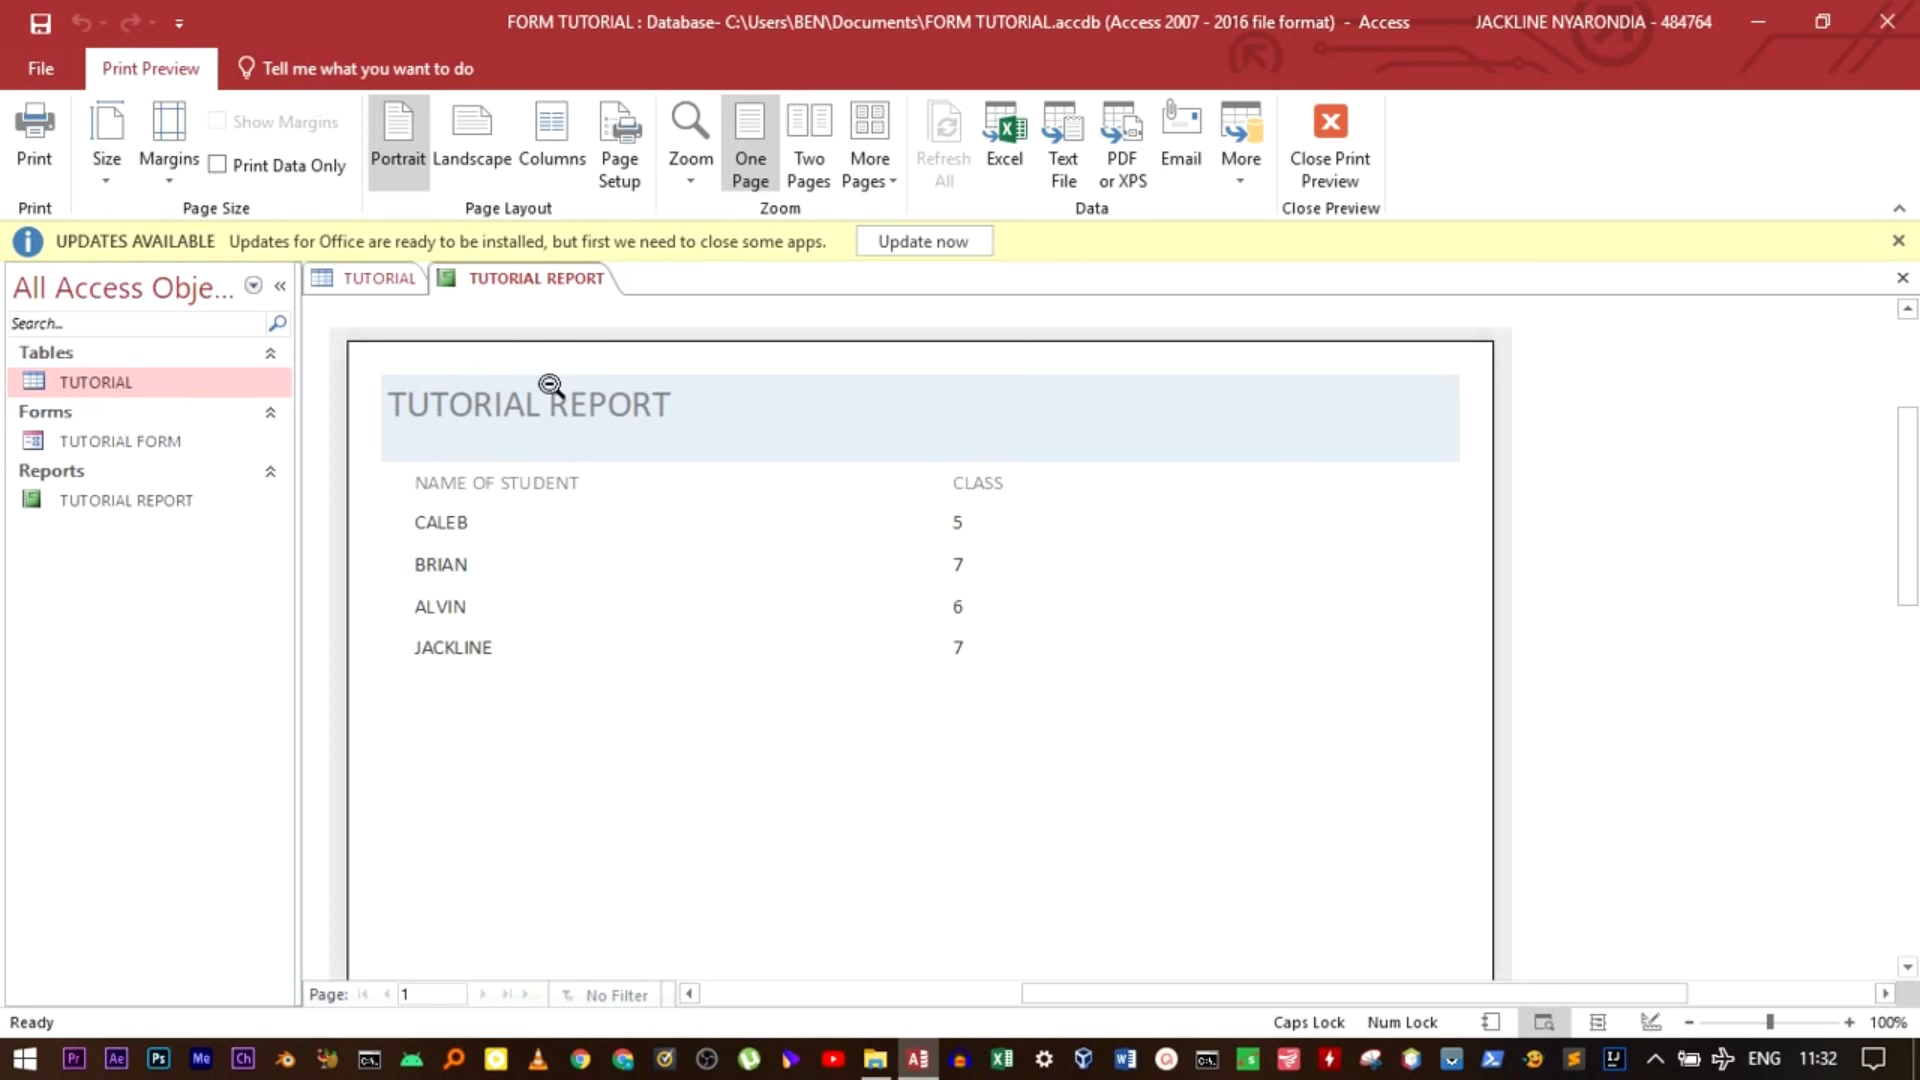 FORM TUTORIAL : Database- C:\Users\BEN\Documents\FORM TUTORIAL.accdb (Access 2007 - 2016 file format) - Access
JACKLINE NYARONDIA - 484764
File
Print Preview
Tell me what you want to do
Print
Size
Margins
Show Margins
Print Data Only
Portrait
Landscape
Columns
Page Setup
Zoom
One Page
Two Pages
More Pages
Refresh All
Excel
Text File
PDF or XPS
Email
More
Close Print Preview
Print
Page Size
Page Layout
Zoom
Data
Close Preview
UPDATES AVAILABLE Updates for Office are ready to be installed, but first we need to close some apps.
Update now
All Access Obje...
Search...
Tables
TUTORIAL
Forms
TUTORIAL FORM
Reports
TUTORIAL REPORT
TUTORIAL
TUTORIAL REPORT
TUTORIAL REPORT
NAME OF STUDENT CLASS
CALEB 5
BRIAN 7
ALVIN 6
JACKLINE 7
Page: 1
No Filter
Ready
Caps Lock
Num Lock
100%
Pr
Ae
Ps
Me
Ch
ENG
11:32